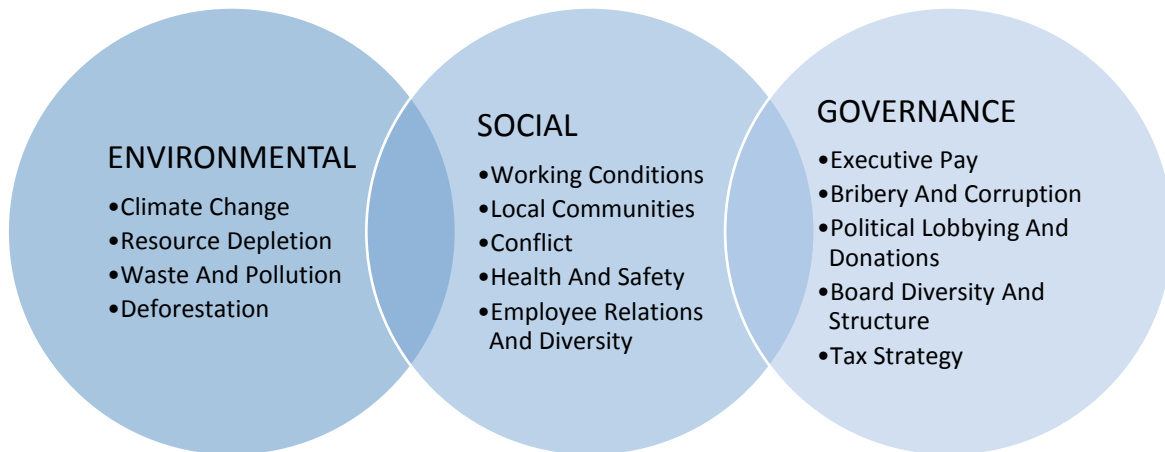 ENVIRONMENTAL
•Climate Change
•Resource Depletion
•Waste And Pollution
•Deforestation
SOCIAL
•Working Conditions
•Local Communities
•Conflict
•Health And Safety
•Employee Relations
And Diversity
GOVERNANCE
•Executive Pay
•Bribery And Corruption
•Political Lobbying And
Donations
•Board Diversity And
Structure
•Tax Strategy